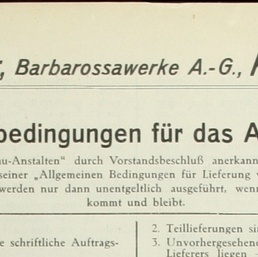 Barbarossawerke A.-G.,
bedingungen für das A
u-Anstalten" durch Vorstandsbeschluß anerkann
seiner „Allgemeinen Bedingungen für Lieferung v
werden nur dann unentgeltlich ausgeführt, wenn
kommt und bleibt.
e schriftliche Auftrags-
2. Teillieferungen si
3. Unvorhergesehene
Lieferers liegen